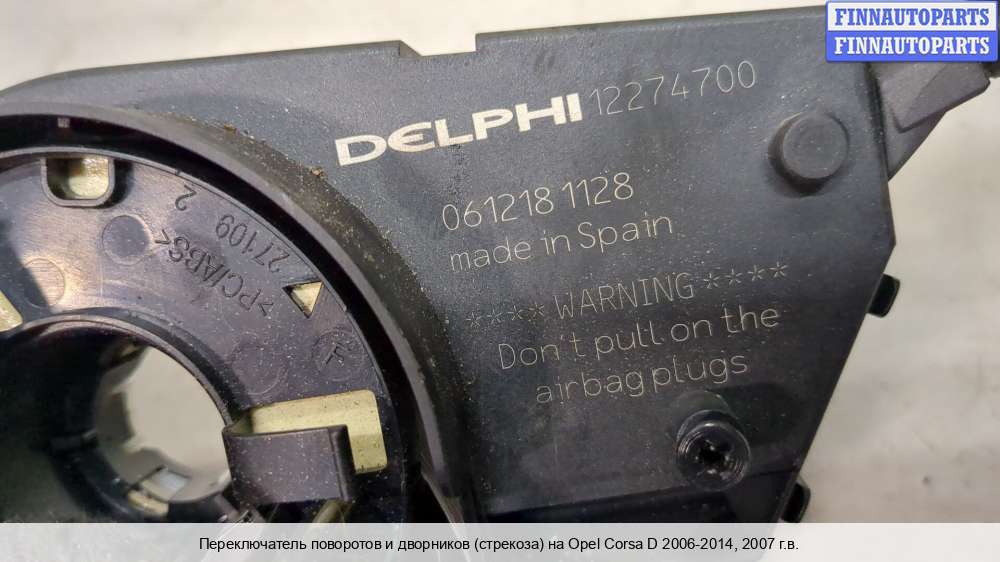 FINNAUTOPARTS
FINNAUTOPARTS
DELPHI 12274700
061218 1128
made in Spain
****WARNING****
Don't pull on the
airbag plugs
>PC/ABS<
271109 2
Переключатель поворотов и дворников (стрекоза) на Opel Corsa D 2006-2014, 2007 г.в.